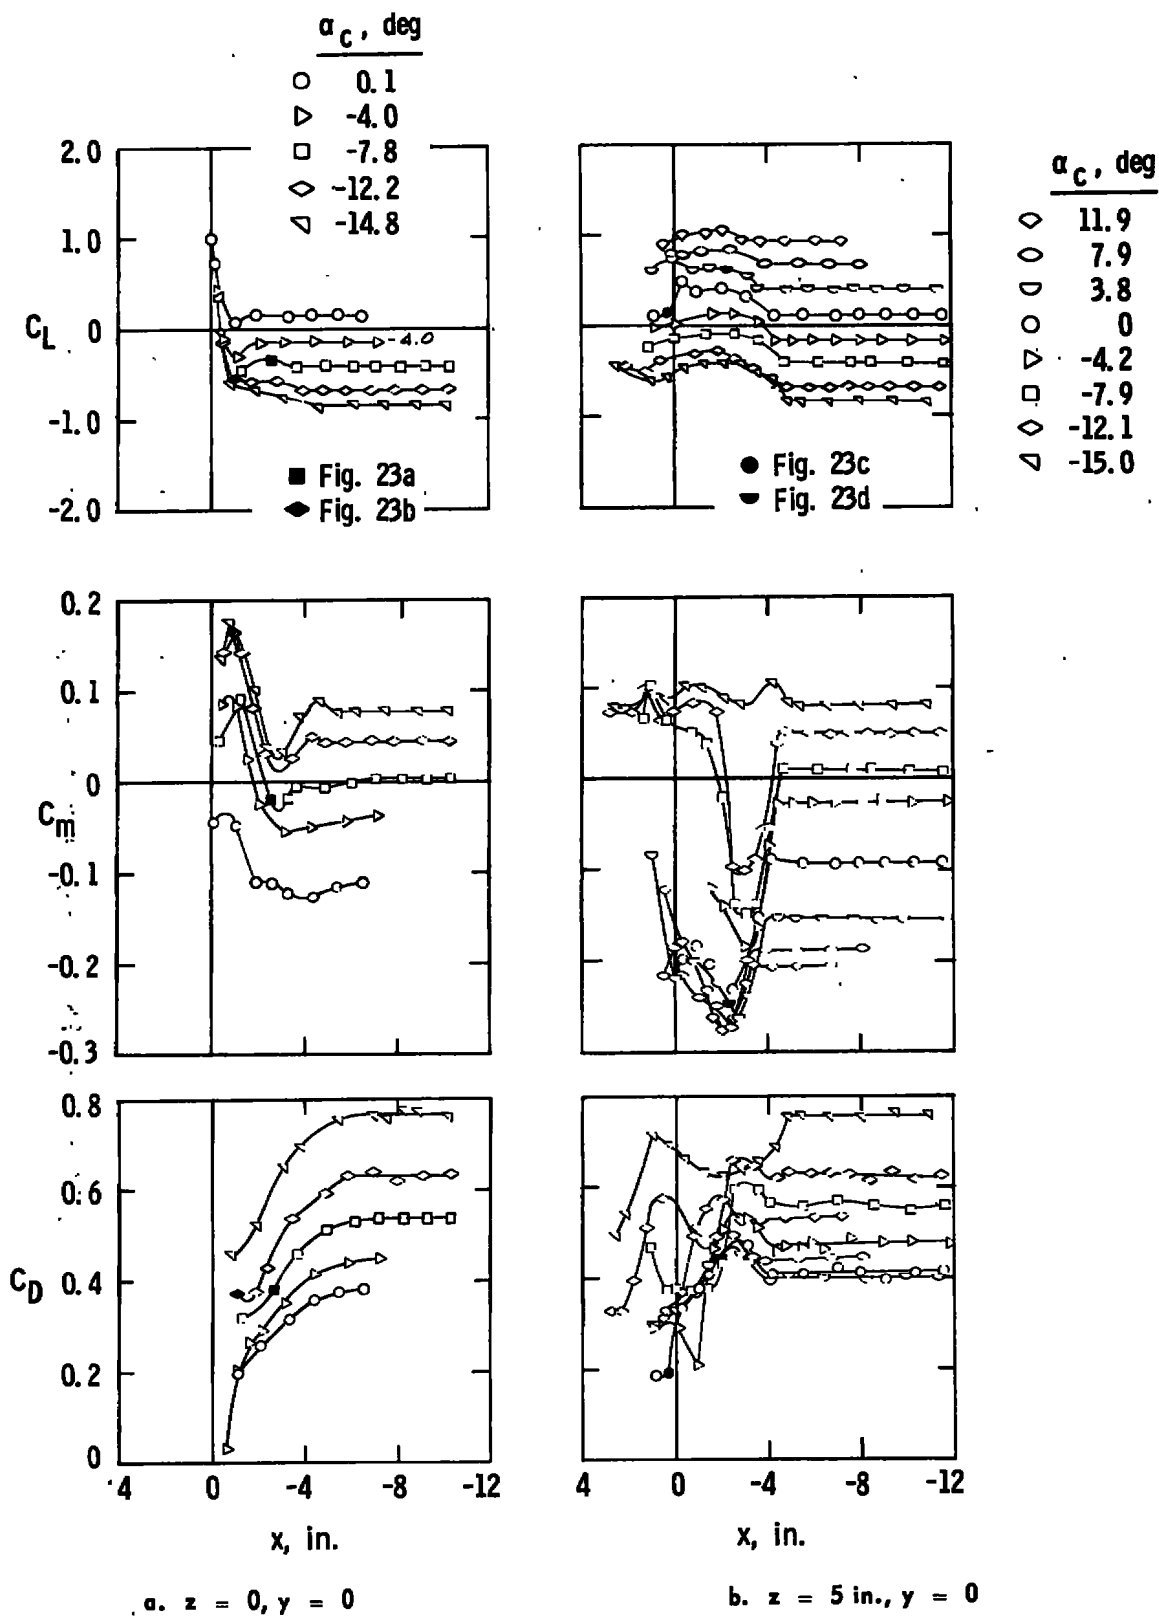 α_C, deg
0.1
-4.0
-7.8
-12.2
-14.8
2.0
1.0
0
-1.0
-2.0
C_L
-4.0
Fig. 23a
Fig. 23b
Fig. 23c
Fig. 23d
α_C, deg
11.9
7.9
3.8
0
-4.2
-7.9
-12.1
-15.0
0.2
0.1
0
-0.1
-0.2
-0.3
C_m
0.8
0.6
0.4
0.2
0
C_D
4 0 -4 -8 -12
x, in.
4 0 -4 -8 -12
x, in.
a. z = 0, y = 0
b. z = 5 in., y = 0